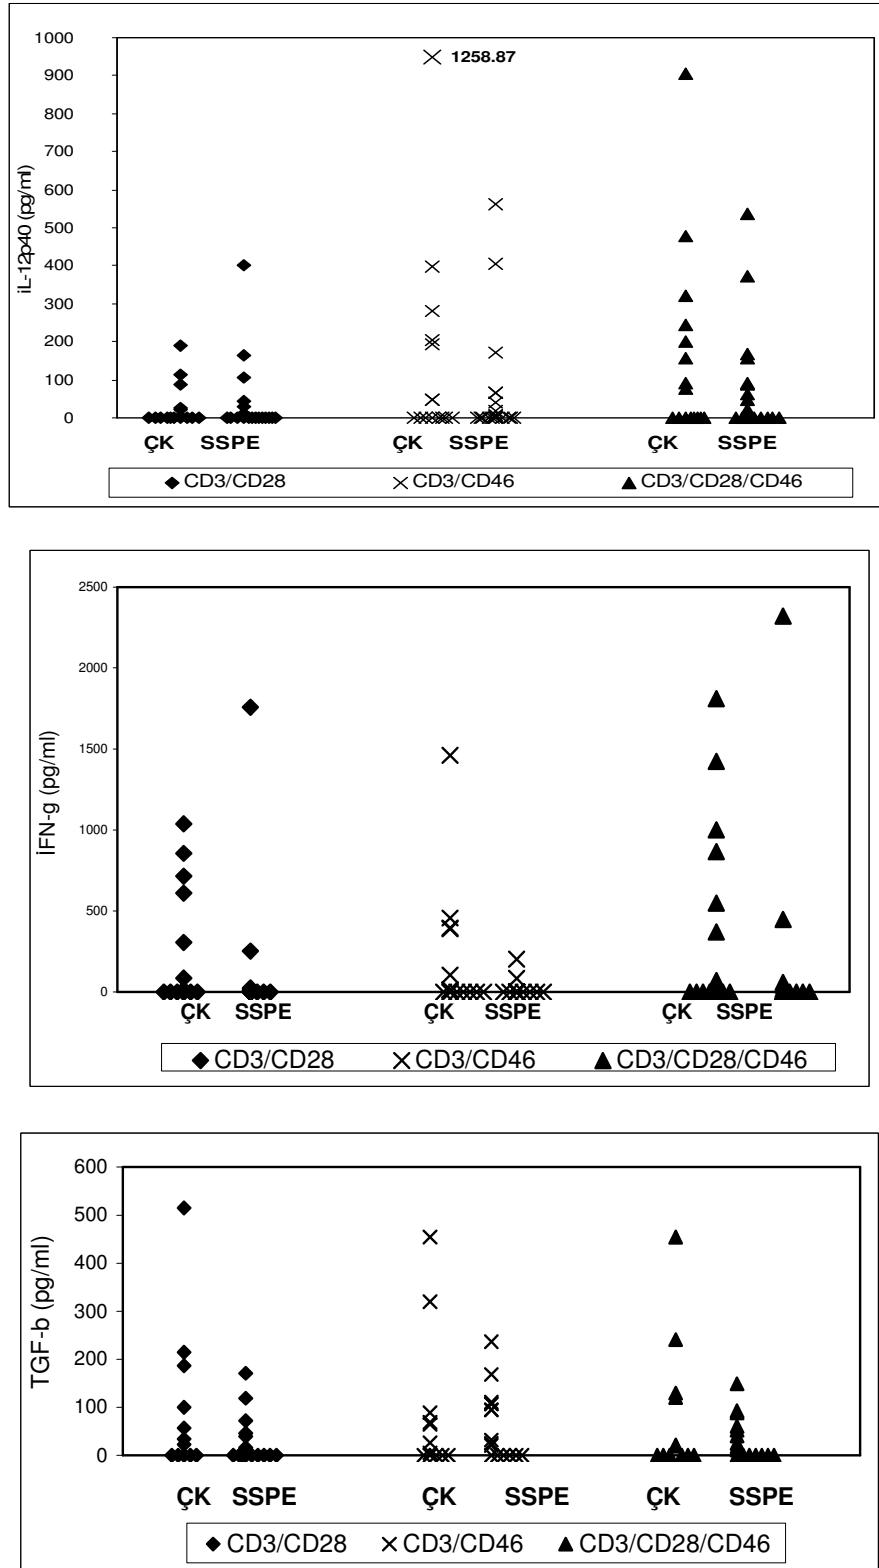 1000
1258.87
900
800
700
600
500
400
300
200
100
0
iL-12p40 (pg/ml)
ÇK SSPE ÇK SSPE ÇK SSPE
CD3/CD28 CD3/CD46 CD3/CD28/CD46
2500
2000
1500
1000
500
0
İFN-g (pg/ml)
ÇK SSPE ÇK SSPE ÇK SSPE
CD3/CD28 CD3/CD46 CD3/CD28/CD46
600
500
400
300
200
100
0
TGF-b (pg/ml)
ÇK SSPE ÇK SSPE ÇK SSPE
CD3/CD28 CD3/CD46 CD3/CD28/CD46